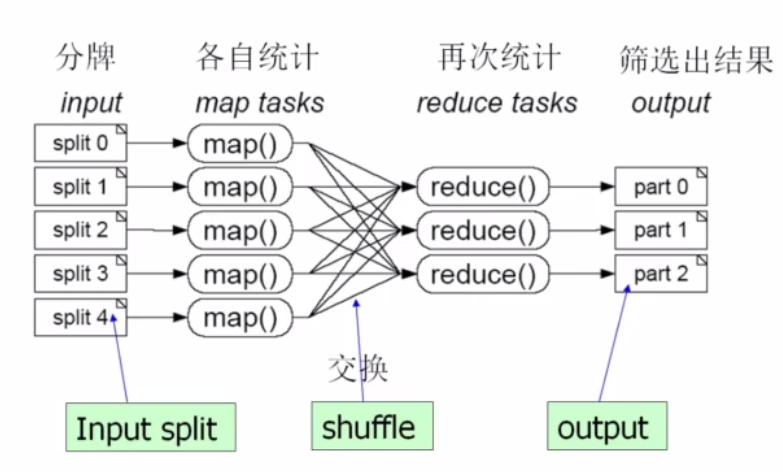 分牌 各自统计 再次统计 筛选出结果
input map tasks reduce tasks output
split 0 map()
split 1 map() reduce() part 0
split 2 map() reduce() part 1
split 3 map() reduce() part 2
split 4 map()
交换
Input split shuffle output